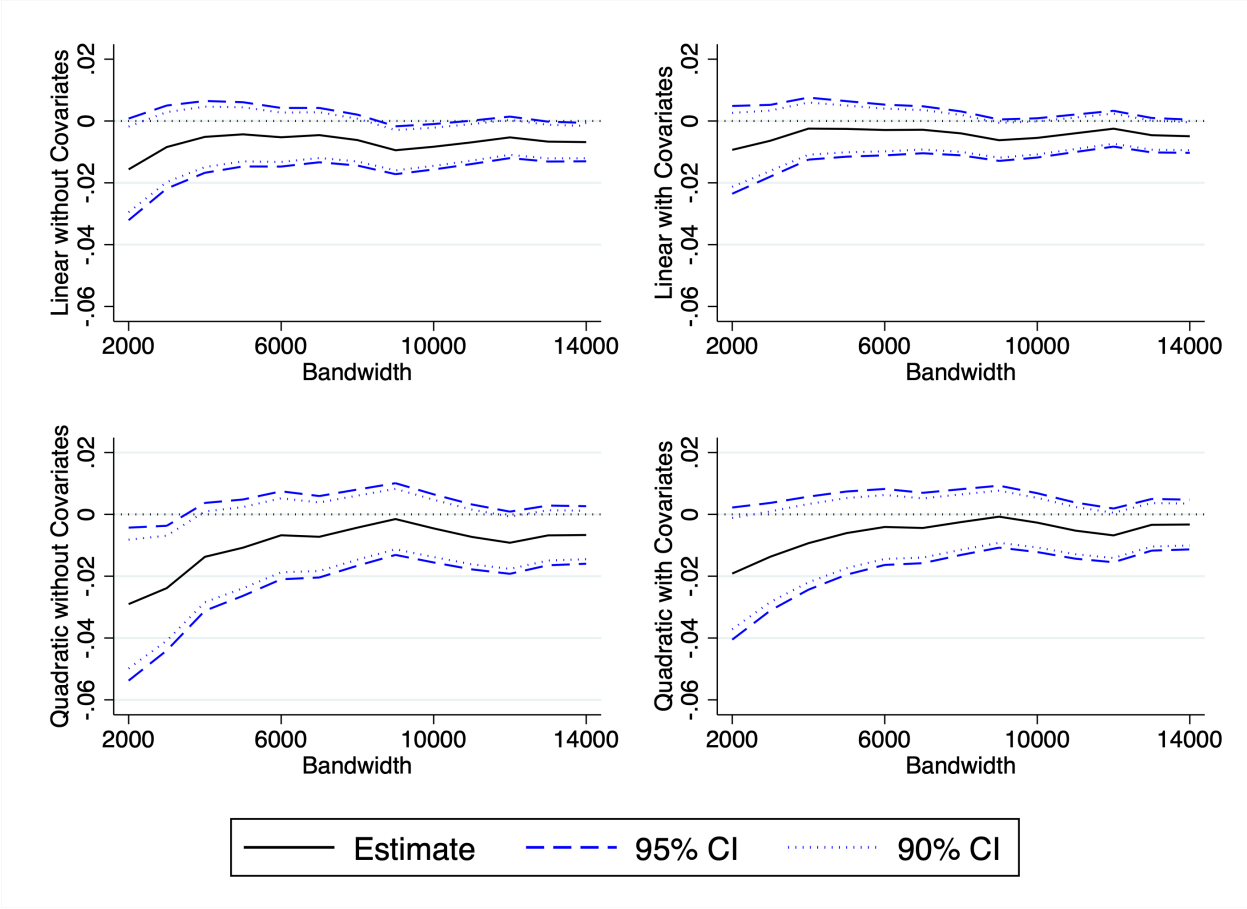 Linear without Covariates
.02
0
-.02
-.04
-.06
2000 6000 10000 14000
Bandwidth
Linear with Covariates
.02
0
-.02
-.04
-.06
2000 6000 10000 14000
Bandwidth
Quadratic without Covariates
.02
0
-.02
-.04
-.06
2000 6000 10000 14000
Bandwidth
Quadratic with Covariates
.02
0
-.02
-.04
-.06
2000 6000 10000 14000
Bandwidth
Estimate 95% CI 90% CI